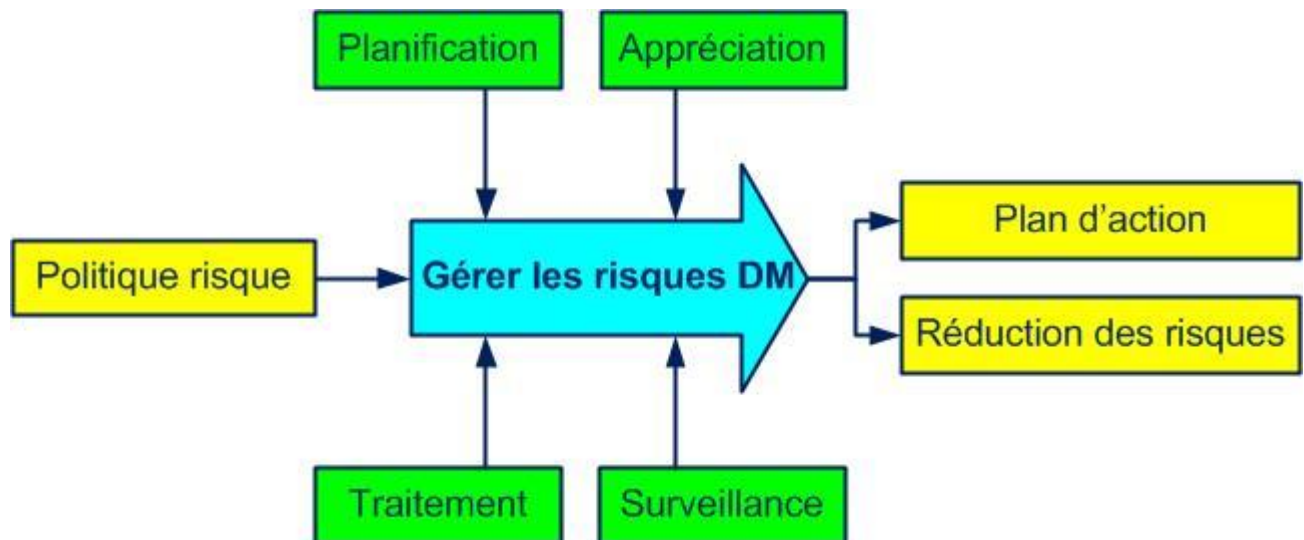 Planification
Appréciation
Politique risque
Gérer les risques DM
Plan d'action
Réduction des risques
Traitement
Surveillance